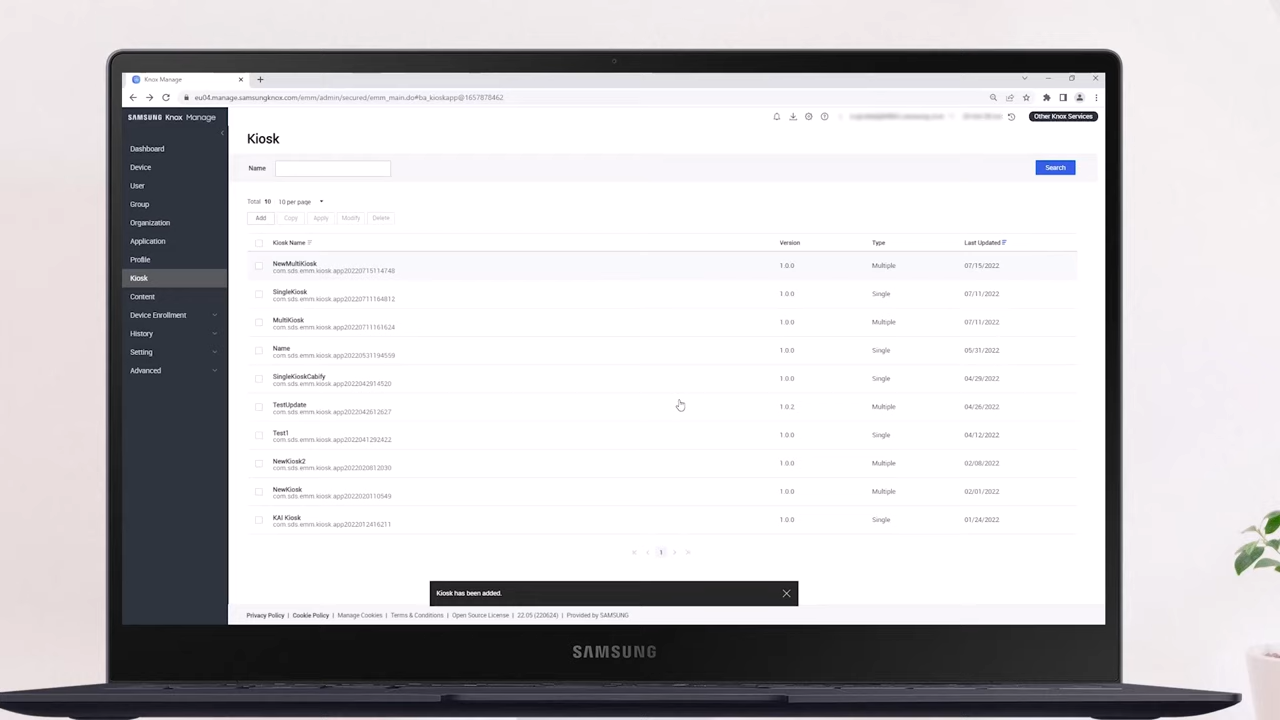 Knox Manage
eu04.manage.samsungknox.com/emm/admin/secured/emm_main.do#ba_kioskapp@1657878462
SAMSUNG Knox Manage
Other Knox Services
Dashboard
Device
User
Group
Organization
Application
Profile
Kiosk
Content
Device Enrollment
History
Setting
Advanced
Kiosk
Name
Search
Total 10 10 per page
Add Copy Apply Modify Delete
Kiosk Name Version Type Last Updated
NewMultiKiosk 1.0.0 Multiple 07/15/2022
com.sds.emm.kiosk.app20220715114748
SingleKiosk 1.0.0 Single 07/11/2022
com.sds.emm.kiosk.app20220711164812
MultiKiosk 1.0.0 Multiple 07/11/2022
com.sds.emm.kiosk.app20220711161624
Name 1.0.0 Single 05/31/2022
com.sds.emm.kiosk.app20220531194559
SingleKioskCabify 1.0.0 Single 04/29/2022
com.sds.emm.kiosk.app2022042914520
TestUpdate 1.0.2 Multiple 04/26/2022
com.sds.emm.kiosk.app2022042612627
Test1 1.0.0 Single 04/12/2022
com.sds.emm.kiosk.app2022041292422
NewKiosk2 1.0.0 Multiple 02/08/2022
com.sds.emm.kiosk.app2022020812030
NewKiosk 1.0.0 Multiple 02/01/2022
com.sds.emm.kiosk.app2022020110549
KAI Kiosk 1.0.0 Single 01/24/2022
com.sds.emm.kiosk.app2022012416211
1
Kiosk has been added.
Privacy Policy | Cookie Policy | Manage Cookies | Terms & Conditions | Open Source License | 22.05 (220624) | Provided by SAMSUNG
SAMSUNG